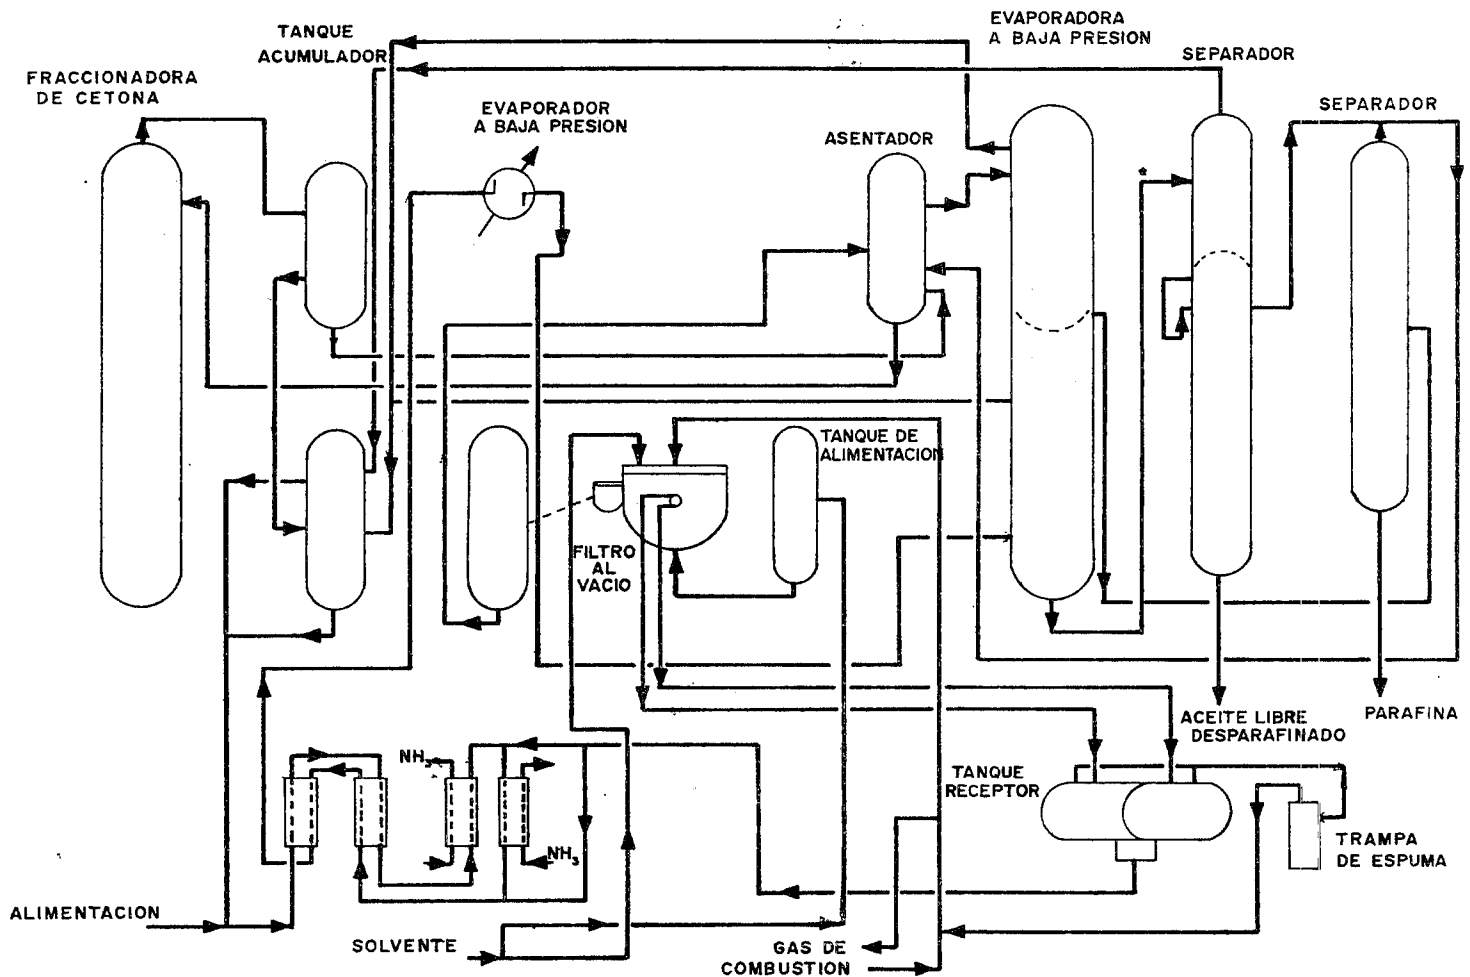 TANQUE
ACUMULADOR
EVAPORADORA
A BAJA PRESION
SEPARADOR
FRACCIONADORA
DE CETONA
EVAPORADOR
A BAJA PRESION
ASENTADOR
SEPARADOR
TANQUE DE
ALIMENTACION
FILTRO
AL
VACIO
ACEITE LIBRE
DESPARAFINADO
PARAFINA
NH3
TANQUE
RECEPTOR
TRAMPA
DE ESPUMA
NH3
ALIMENTACION
SOLVENTE
GAS DE
COMBUSTION